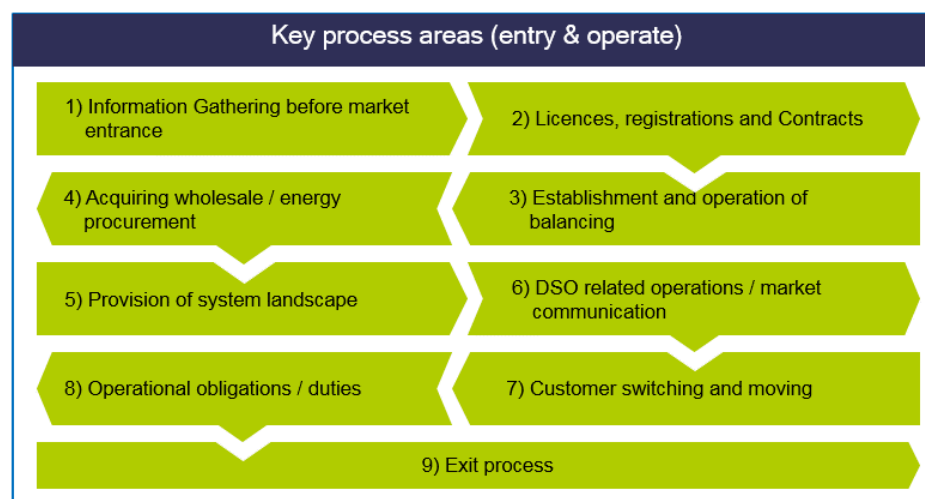 Key process areas (entry & operate)
1) Information Gathering before market
entrance
2) Licences, registrations and Contracts
4) Acquiring wholesale / energy
procurement
3) Establishment and operation of
balancing
5) Provision of system landscape
6) DSO related operations / market
communication
8) Operational obligations / duties
7) Customer switching and moving
9) Exit process